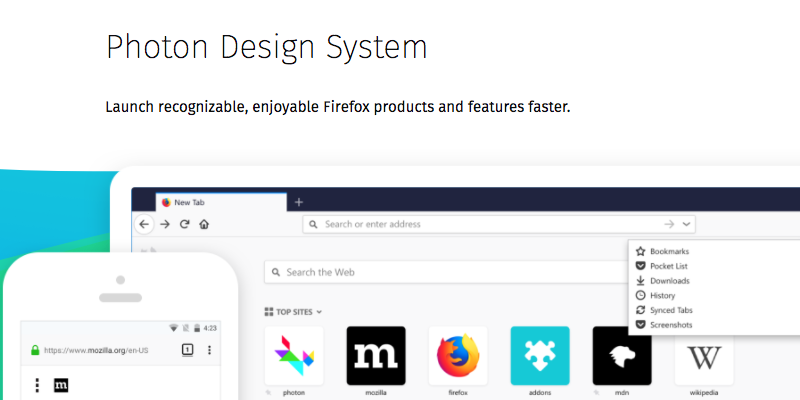 Photon Design System
Launch recognizable, enjoyable Firefox products and features faster.
New Tab
Search or enter address
Bookmarks
Pocket List
Downloads
History
Synced Tabs
Screenshots
Search the Web
TOP SITES
4:23
https://www.mozilla.org/en-US
1
m
m
W
photon
mozilla
firefox
addons
mdn
wikipedia